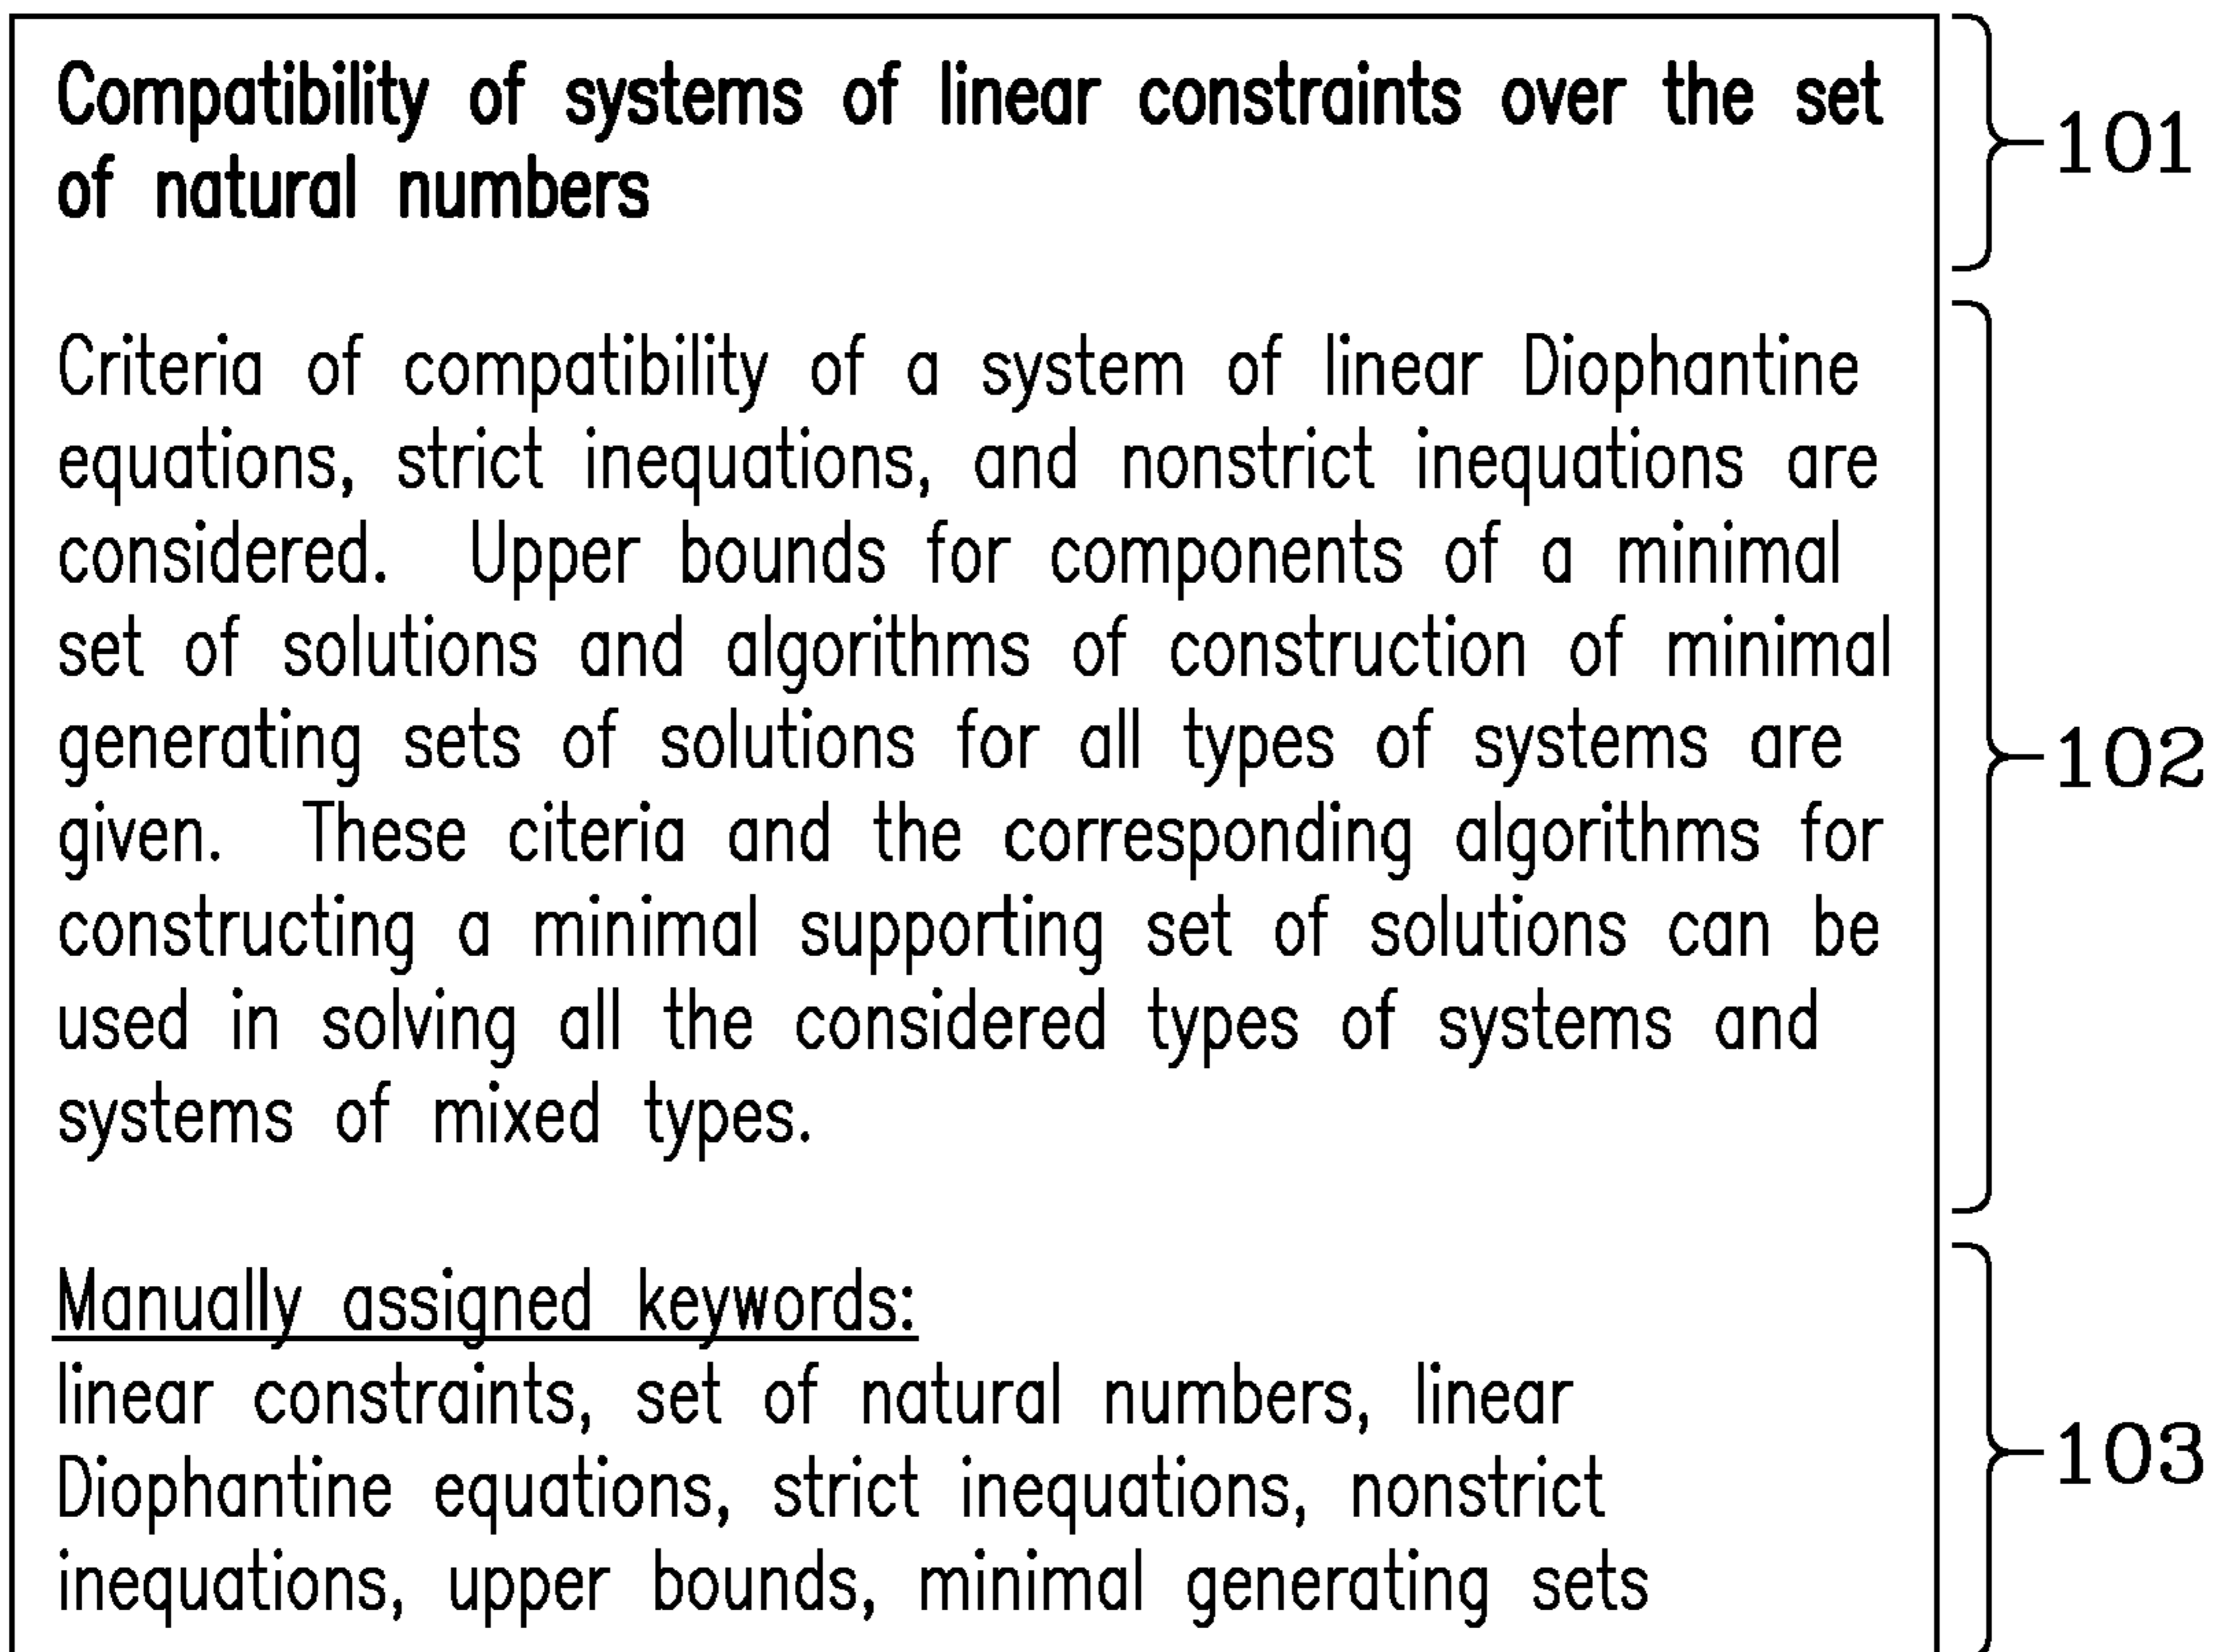 Compatibility of systems of linear constraints over the set
of natural numbers
101
Criteria of compatibility of a system of linear Diophantine
equations, strict inequations, and nonstrict inequations are
considered. Upper bounds for components of a minimal
set of solutions and algorithms of construction of minimal
generating sets of solutions for all types of systems are
given. These citeria and the corresponding algorithms for
constructing a minimal supporting set of solutions can be
used in solving all the considered types of systems and
systems of mixed types.
102
Manually assigned keywords:
linear constraints, set of natural numbers, linear
Diophantine equations, strict inequations, nonstrict
inequations, upper bounds, minimal generating sets
103